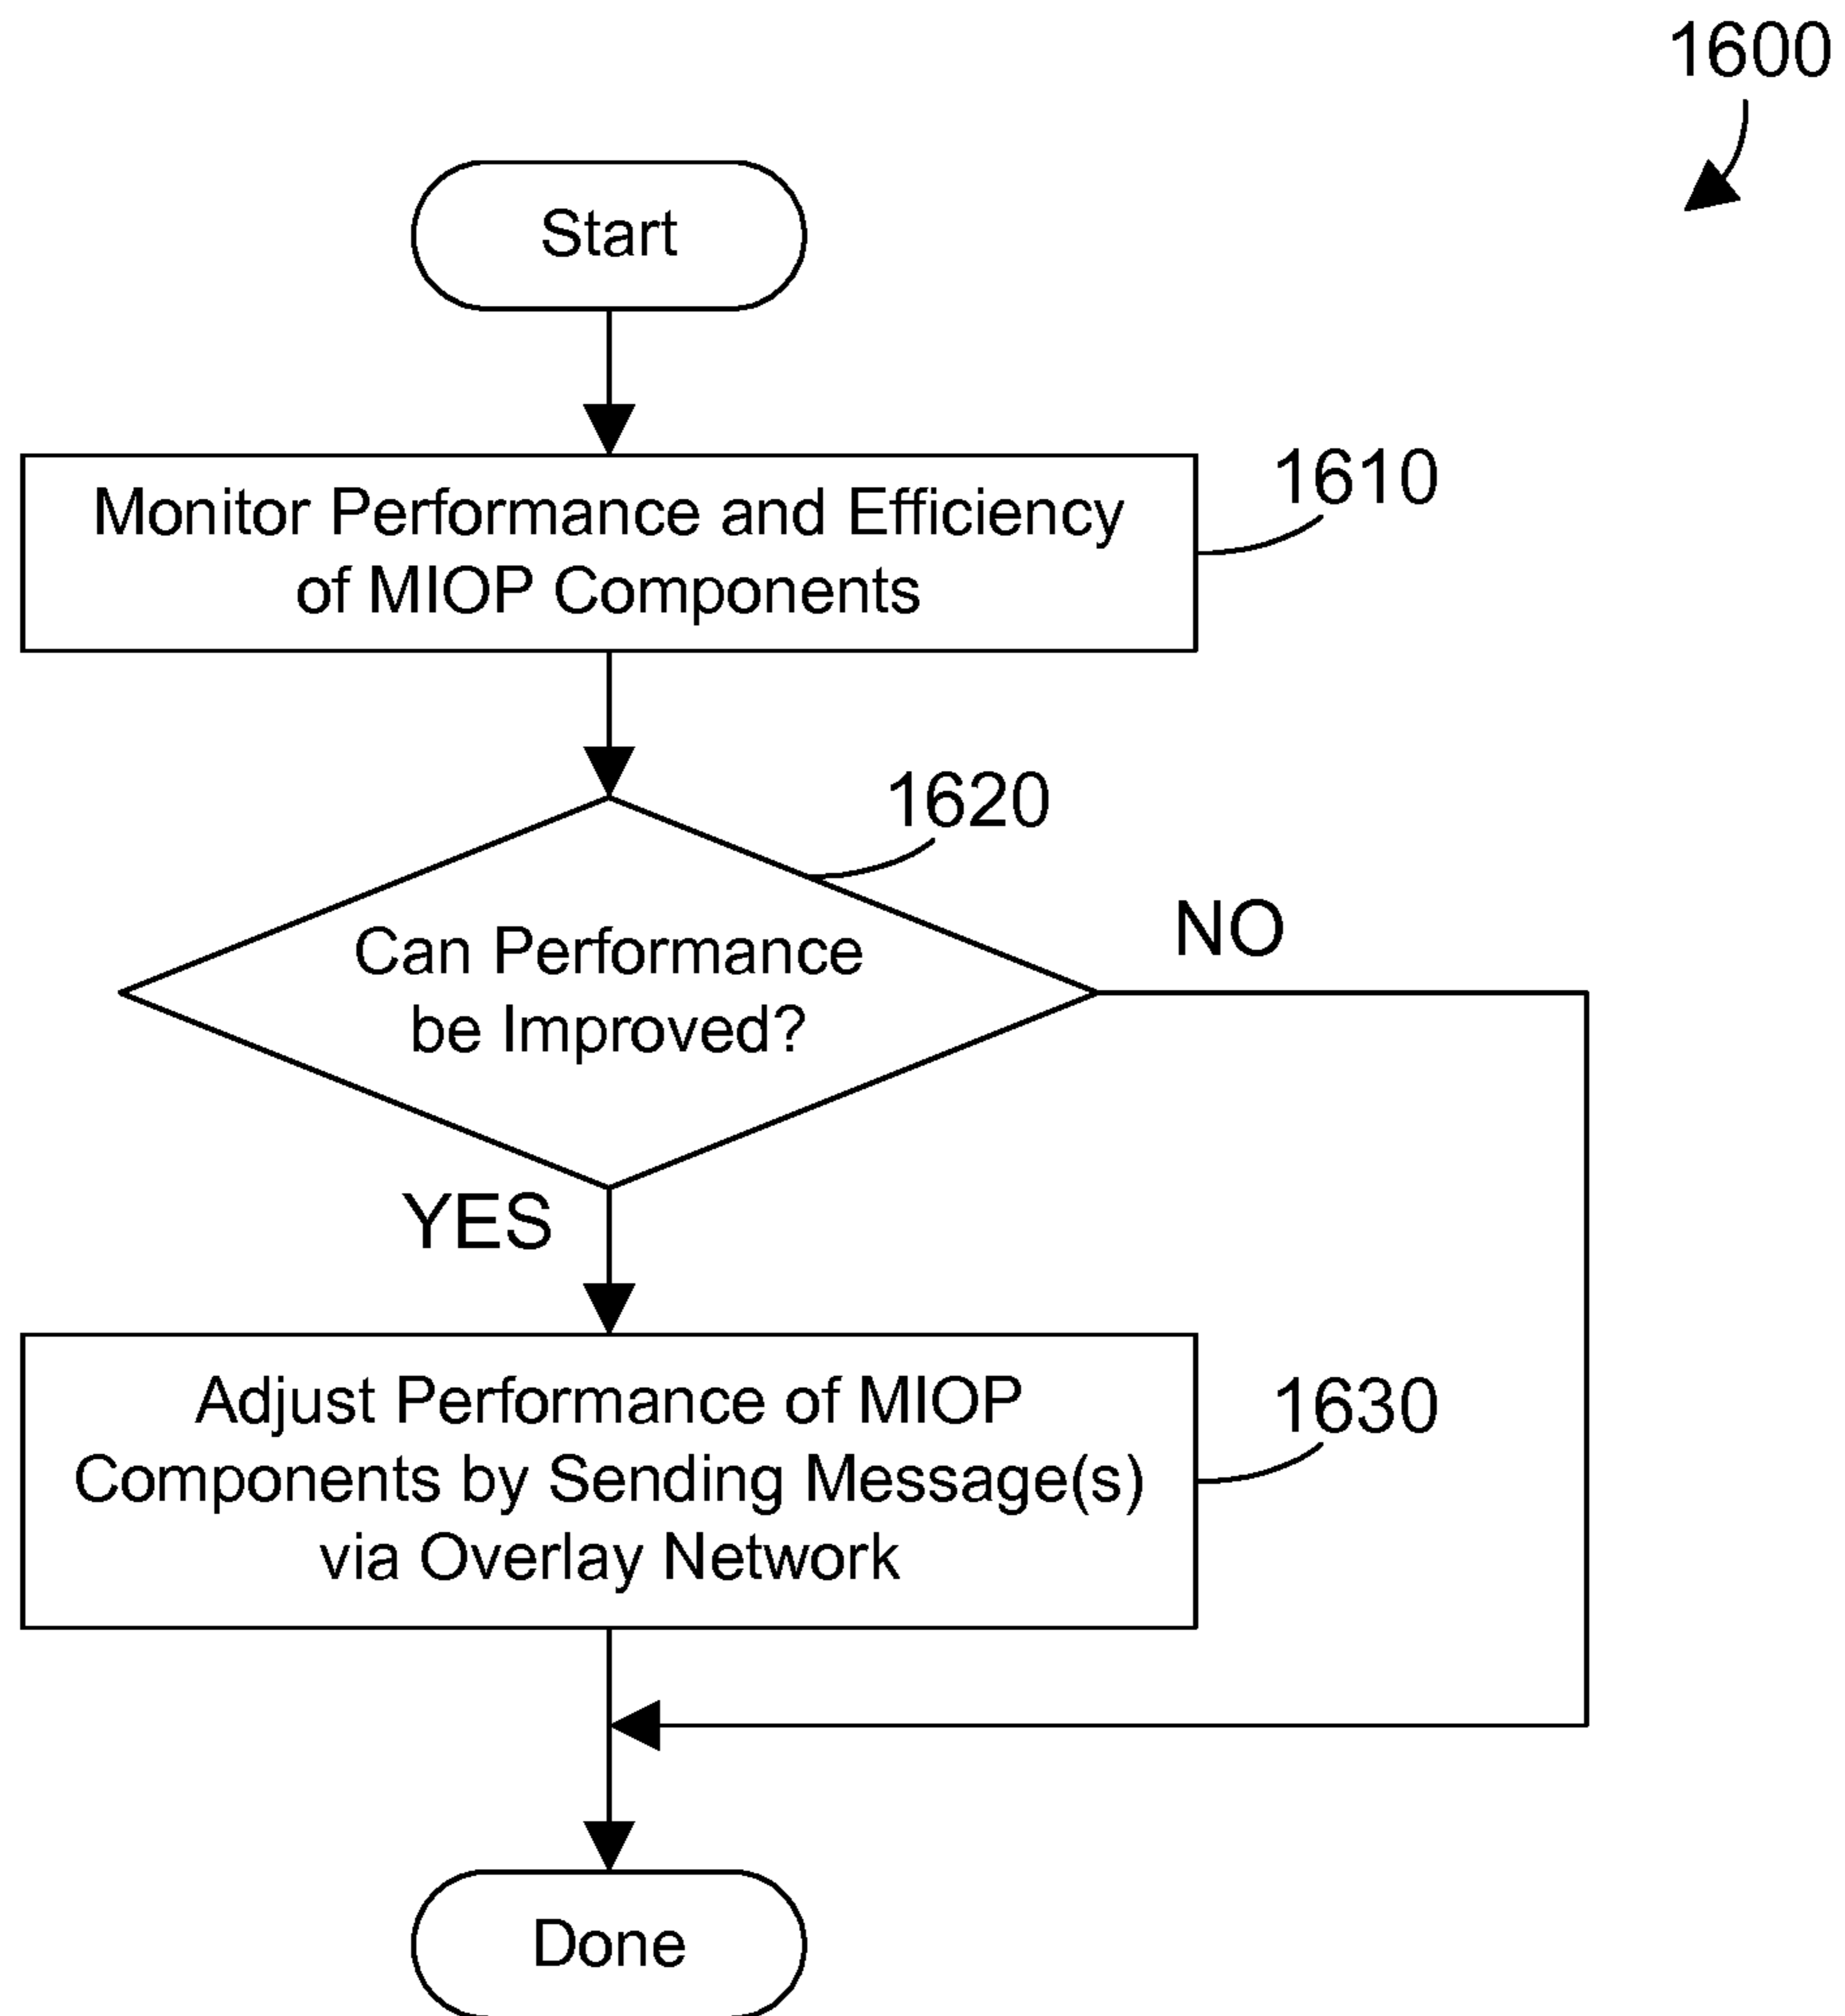 1600
Start
Monitor Performance and Efficiency
of MIOP Components
1610
1620
Can Performance
be Improved?
NO
YES
Adjust Performance of MIOP
Components by Sending Message(s)
via Overlay Network
1630
Done